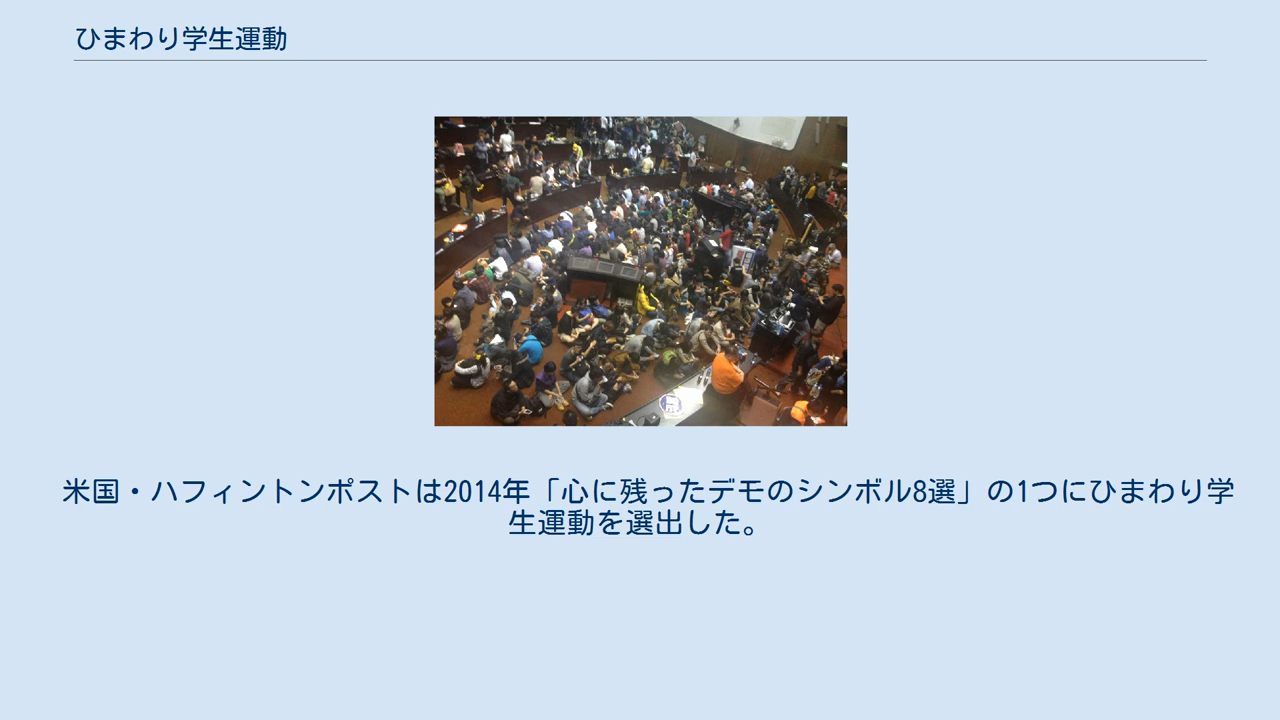 ひまわり学生運動
米国・ハフィントンポストは2014年「心に残ったデモのシンボル8選」の1つにひまわり学
生運動を選出した。